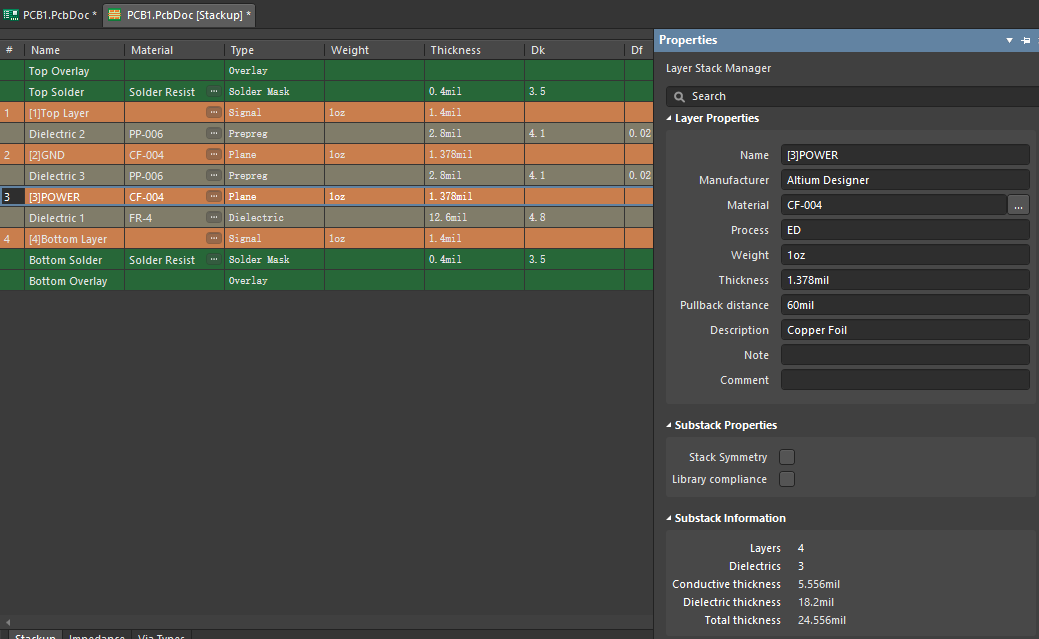 PCB1.PcbDoc * PCB1.PcbDoc [Stackup] *
# Name Material Type Weight Thickness Dk Df
Top Overlay Overlay
Top Solder Solder Resist ... Solder Mask 0.4mil 3.5
1 [1]Top Layer ... Signal 1oz 1.4mil
Dielectric 2 PP-006 ... Prepreg 2.8mil 4.1 0.02
2 [2]GND CF-004 ... Plane 1oz 1.378mil
Dielectric 3 PP-006 ... Prepreg 2.8mil 4.1 0.02
3 [3]POWER CF-004 ... Plane 1oz 1.378mil
Dielectric 1 FR-4 ... Dielectric 12.6mil 4.8
4 [4]Bottom Layer ... Signal 1oz 1.4mil
Bottom Solder Solder Resist ... Solder Mask 0.4mil 3.5
Bottom Overlay Overlay
Stackup Impedance Via Types
Properties
Layer Stack Manager
Search
Layer Properties
Name [3]POWER
Manufacturer Altium Designer
Material CF-004 ...
Process ED
Weight 1oz
Thickness 1.378mil
Pullback distance 60mil
Description Copper Foil
Note
Comment
Substack Properties
Stack Symmetry
Library compliance
Substack Information
Layers 4
Dielectrics 3
Conductive thickness 5.556mil
Dielectric thickness 18.2mil
Total thickness 24.556mil